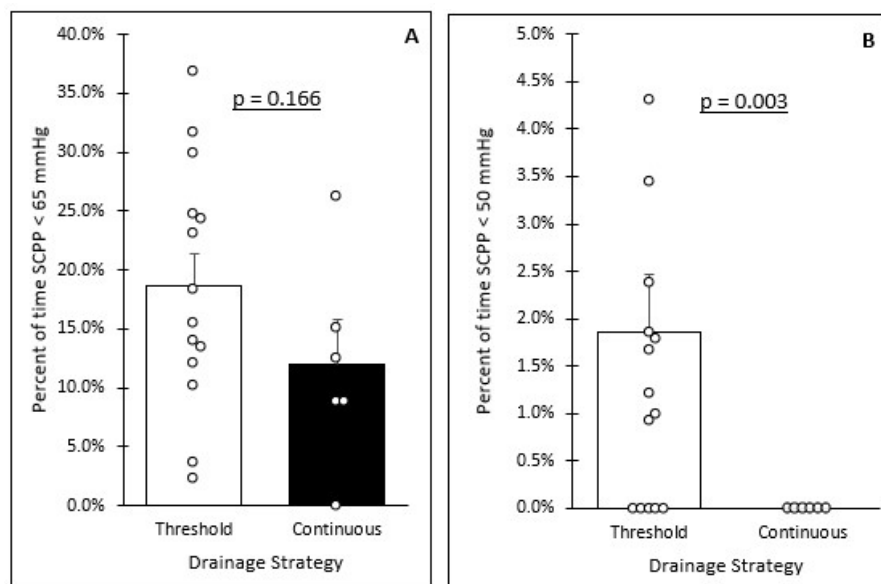 A
40.0%
35.0%
30.0%
25.0%
20.0%
15.0%
10.0%
5.0%
0.0%
Percent of time SCPP < 65 mmHg
p = 0.166
Threshold Continuous
Drainage Strategy
B
5.0%
4.5%
4.0%
3.5%
3.0%
2.5%
2.0%
1.5%
1.0%
0.5%
0.0%
Percent of time SCPP < 50 mmHg
p = 0.003
Threshold Continuous
Drainage Strategy